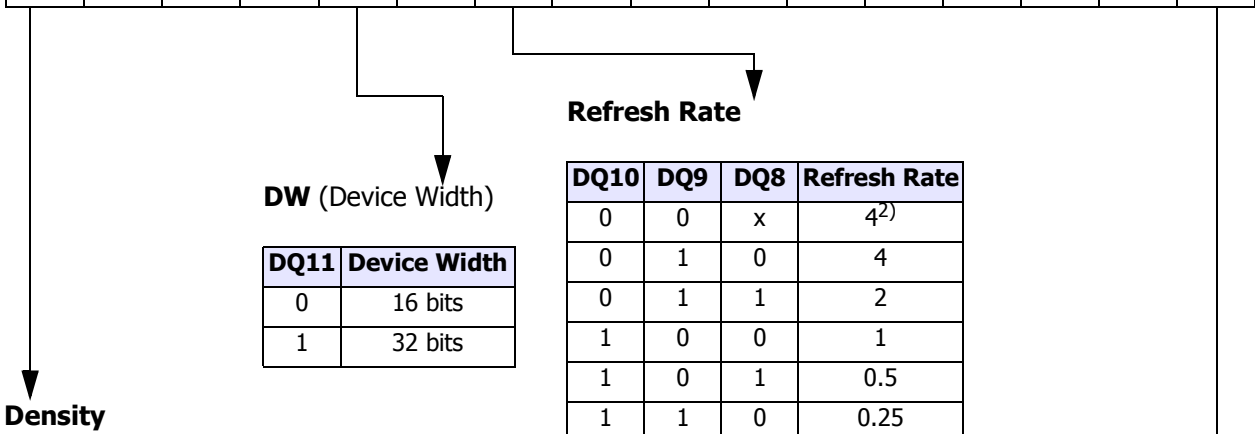 Refresh Rate
DQ10 DQ9 DQ8 Refresh Rate
0 0 x 4²⁾
0 1 0 4
0 1 1 2
1 0 0 1
1 0 1 0.5
1 1 0 0.25
DW (Device Width)
DQ11 Device Width
0 16 bits
1 32 bits
Density